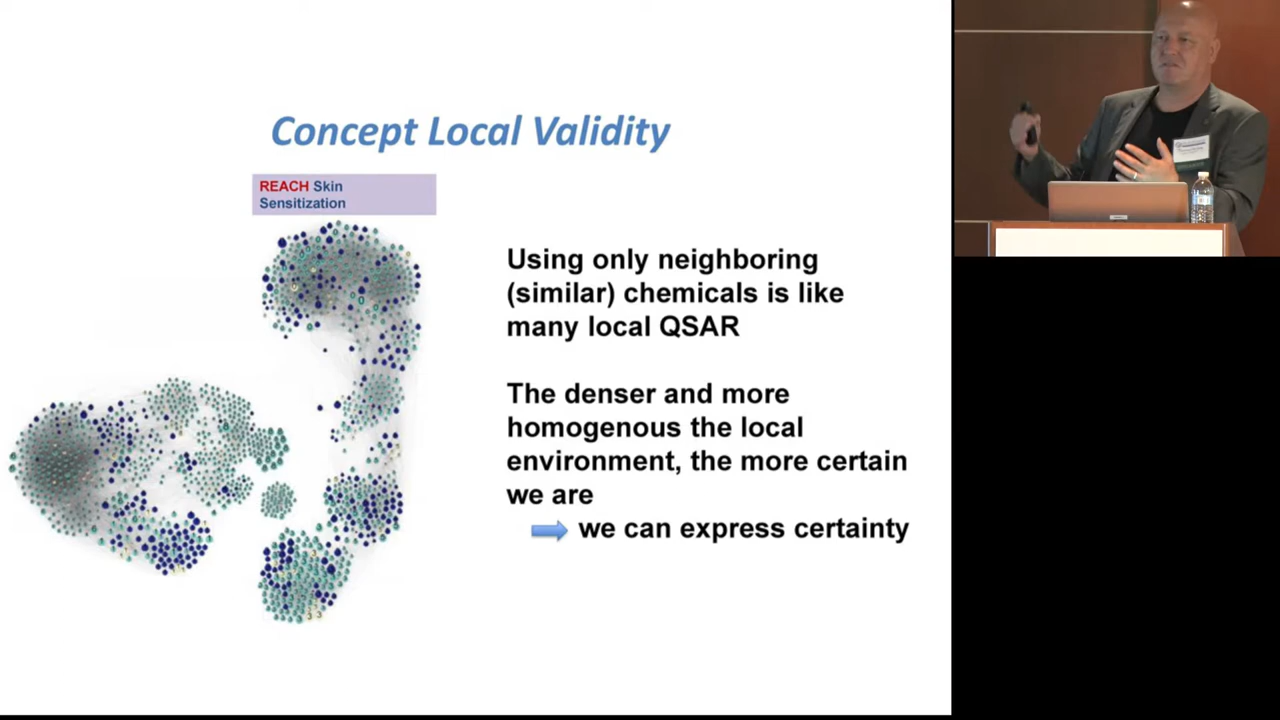 Concept Local Validity
REACH Skin
Sensitization
Using only neighboring
(similar) chemicals is like
many local QSAR
The denser and more
homogenous the local
environment, the more certain
we are
we can express certainty